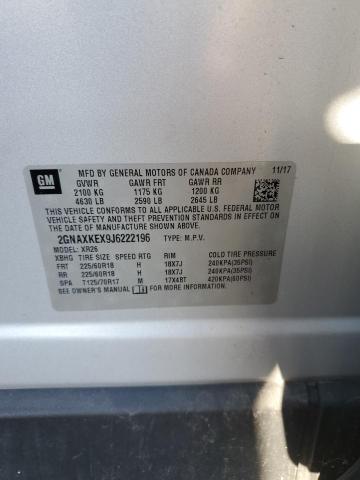 GM
MFD BY GENERAL MOTORS OF CANADA COMPANY 11/17
GVWR GAWR FRT GAWR RR
2100 KG 1175 KG 1200 KG
4630 LB 2590 LB 2645 LB
THIS VEHICLE CONFORMS TO ALL APPLICABLE U.S. FEDERAL MOTOR
VEHICLE SAFETY AND THEFT PREVENTION STANDARDS IN EFFECT
ON THE DATE OF MANUFACTURE SHOWN ABOVE.
2GNAXKEX9J6222196 TYPE: M.P.V.
XBHG XR26
TIRE SIZE SPEED RTG RIM COLD TIRE PRESSURE
FRT 225/60R18 H 18X7J 240KPA(35PSI)
RR 225/60R18 H 18X7J 240KPA(35PSI)
SPA T125/70R17 M 17X4BT 420KPA(60PSI)
SEE OWNER MANUAL FOR MORE INFORMATION.